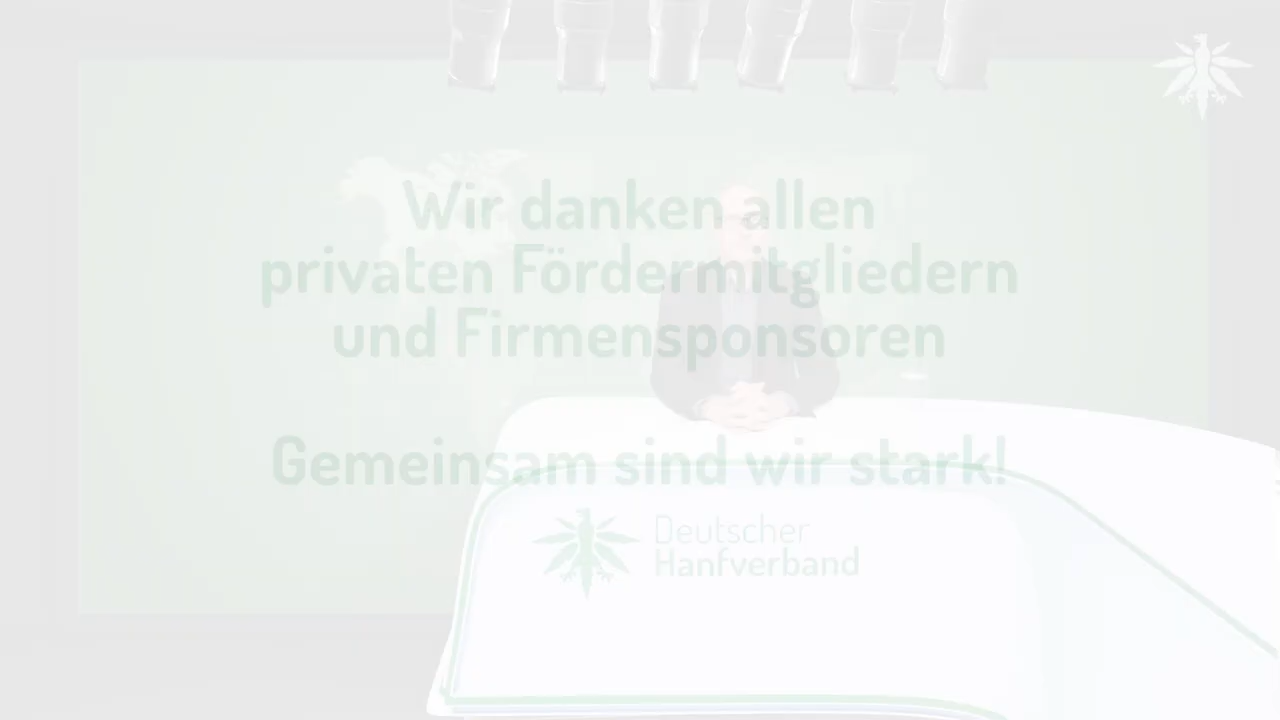 Wir danken allen
privaten Fördermitgliedern
und Firmensponsoren
Gemeinsam sind wir stark!
Deutscher
Hanfverband